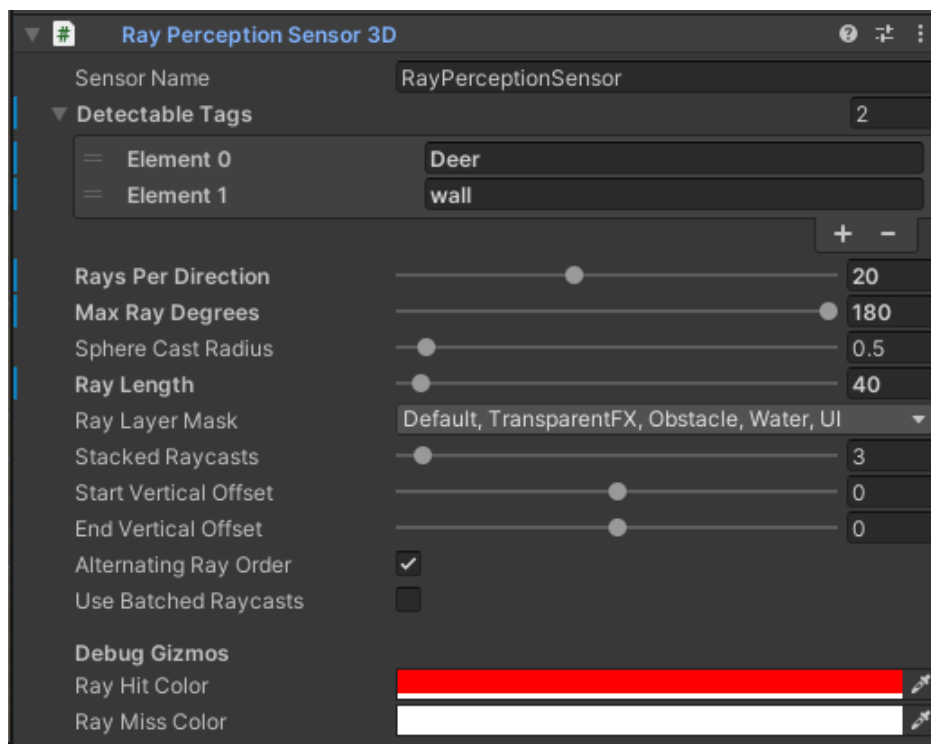 # Ray Perception Sensor 3D
Sensor Name RayPerceptionSensor
Detectable Tags 2
Element 0 Deer
Element 1 wall
+ −
Rays Per Direction 20
Max Ray Degrees 180
Sphere Cast Radius 0.5
Ray Length 40
Ray Layer Mask Default, TransparentFX, Obstacle, Water, UI
Stacked Raycasts 3
Start Vertical Offset 0
End Vertical Offset 0
Alternating Ray Order
Use Batched Raycasts
Debug Gizmos
Ray Hit Color
Ray Miss Color